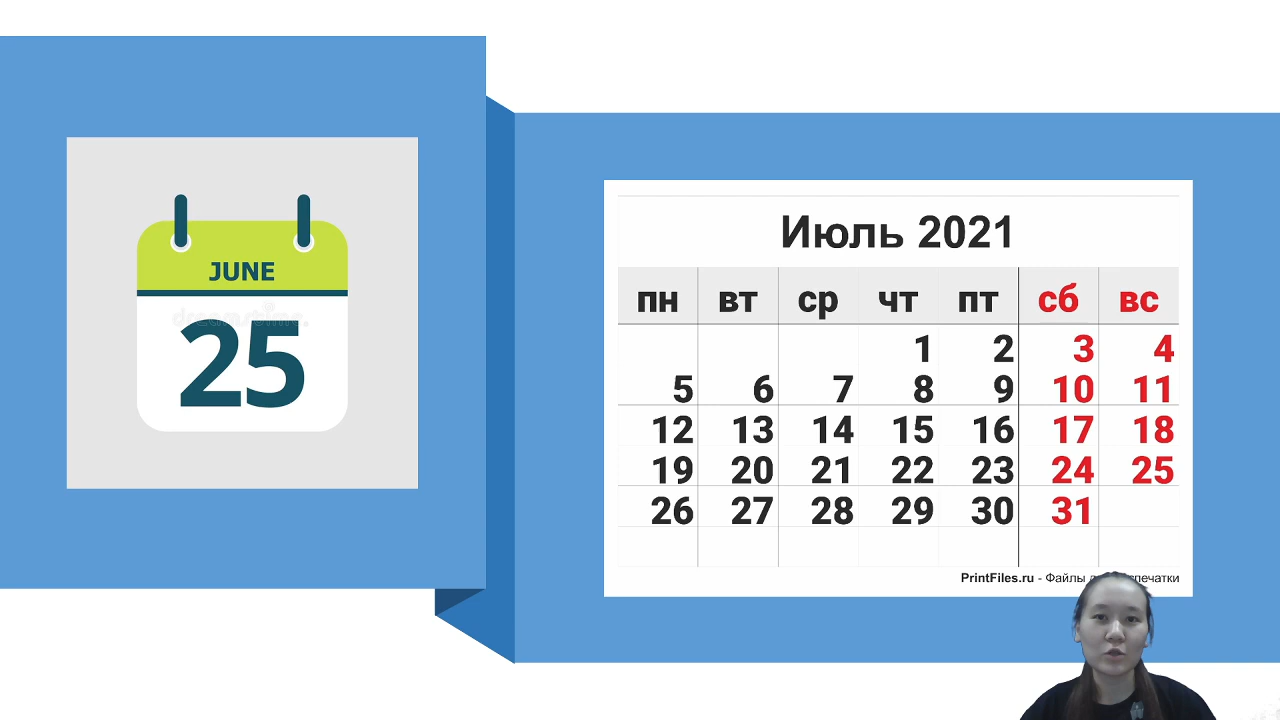 JUNE
dreamstime.
25
Июль 2021
пн вт ср чт пт сб вс
1 2 3 4
5 6 7 8 9 10 11
12 13 14 15 16 17 18
19 20 21 22 23 24 25
26 27 28 29 30 31
PrintFiles.ru - Файлы